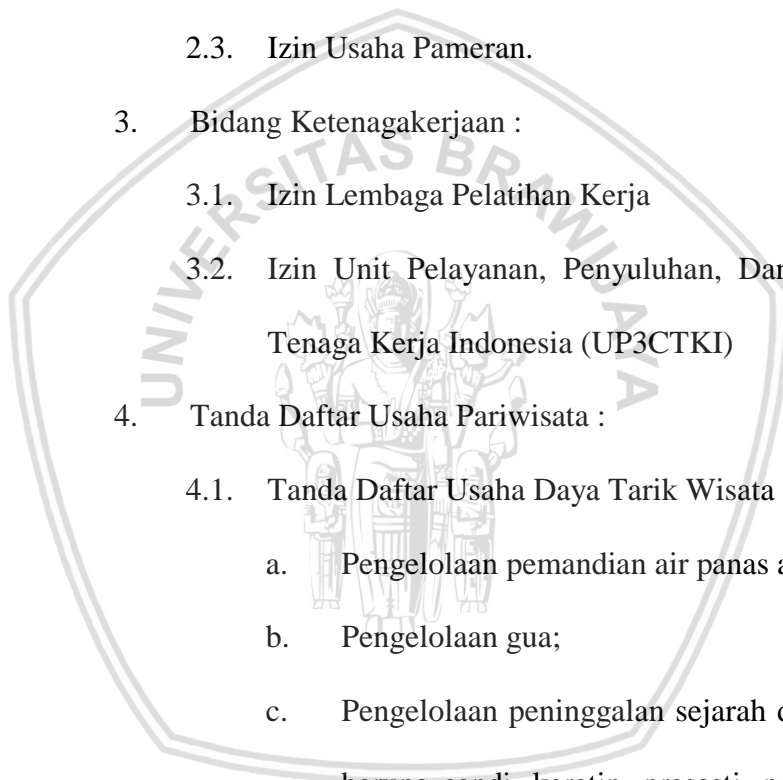 2.3. Izin Usaha Pameran.
3. Bidang Ketenagakerjaan :
3.1. Izin Lembaga Pelatihan Kerja
3.2. Izin Unit Pelayanan, Penyuluhan, Dan
Tenaga Kerja Indonesia (UP3CTKI)
4. Tanda Daftar Usaha Pariwisata :
4.1. Tanda Daftar Usaha Daya Tarik Wisata
a. Pengelolaan pemandian air panas a
b. Pengelolaan gua;
c. Pengelolaan peninggalan sejarah d
UNIVERSITAS BRAWIJAYA